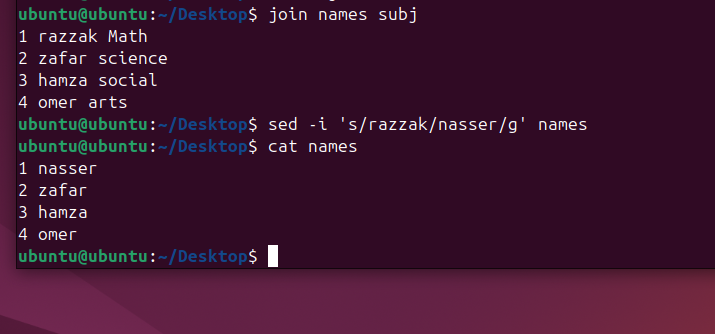 ubuntu@ubuntu:~/Desktop$ join names subj
1 razzak Math
2 zafar science
3 hamza social
4 omer arts
ubuntu@ubuntu:~/Desktop$ sed -i 's/razzak/nasser/g' names
ubuntu@ubuntu:~/Desktop$ cat names
1 nasser
2 zafar
3 hamza
4 omer
ubuntu@ubuntu:~/Desktop$